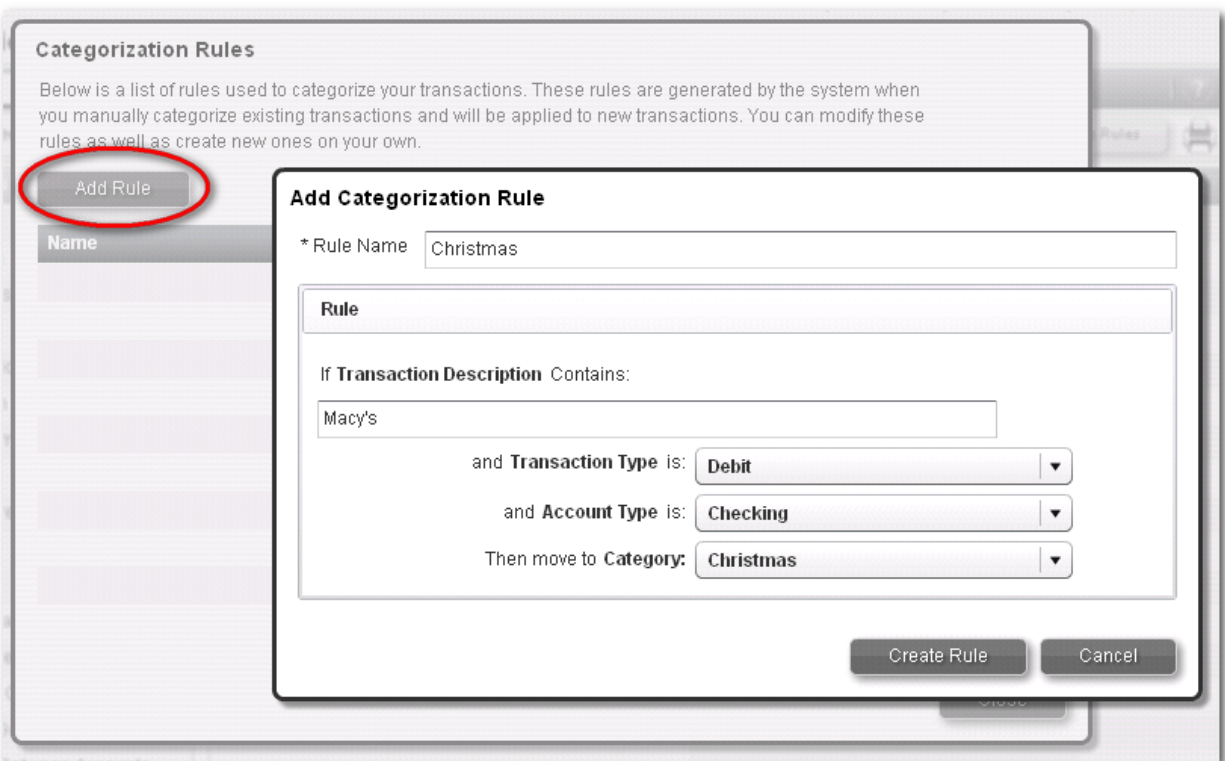 Categorization Rules
Below is a list of rules used to categorize your transactions. These rules are generated by the system when
you manually categorize existing transactions and will be applied to new transactions. You can modify these
rules as well as create new ones on your own.
Rules
Add Rule
Name
Add Categorization Rule
* Rule Name Christmas
Rule
If Transaction Description Contains:
Macy's
and Transaction Type is: Debit
and Account Type is: Checking
Then move to Category: Christmas
Create Rule Cancel
Close